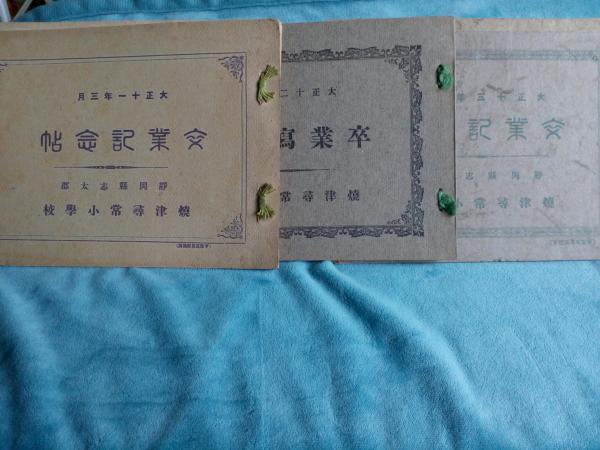 大正十一年三月
卒業記念帖
靜岡縣志太郡
燒津尋常小學校
大正十二
卒業寫
燒津尋常
大正十三年
卒業記
靜岡縣志
燒津尋常小